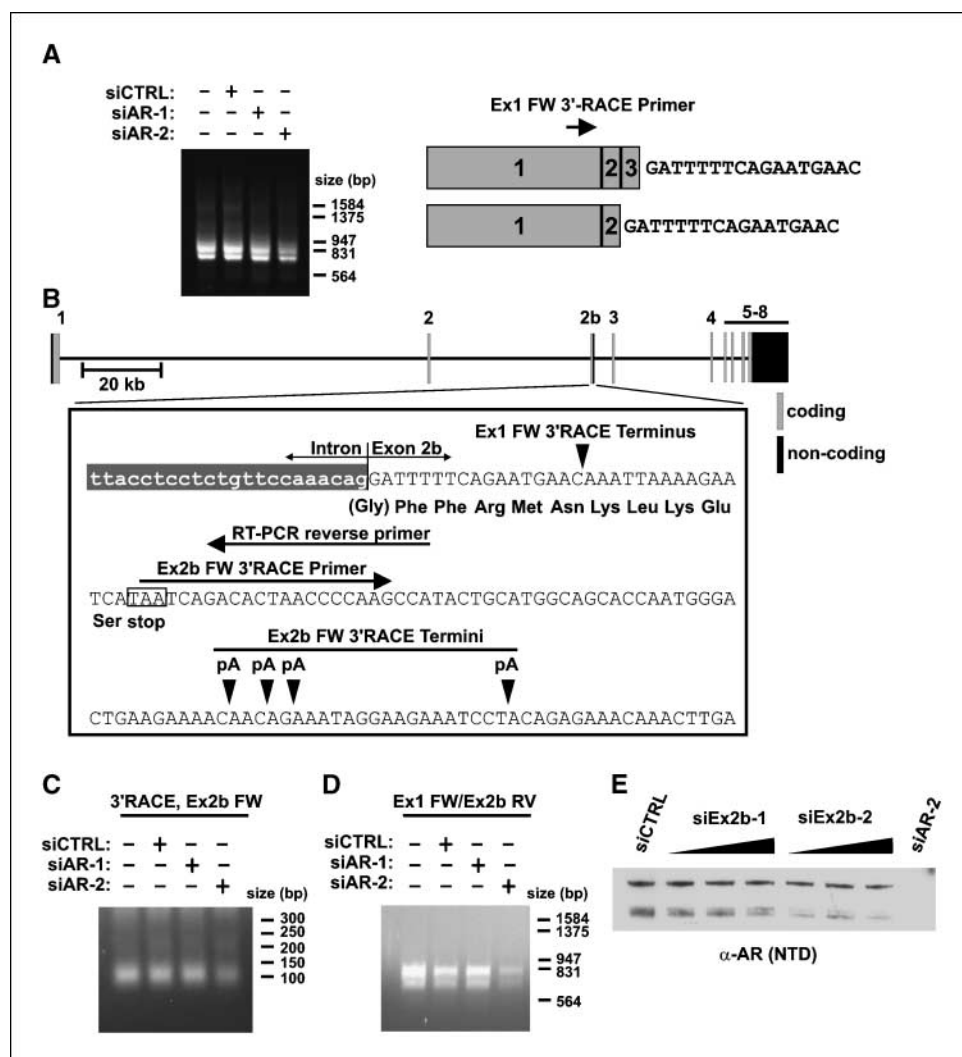 A
siCTRL: – + – –
siAR-1: – – + –
siAR-2: – – – +
size (bp)
1584
1375
947
831
564
Ex1 FW 3'-RACE Primer
1 2 3 GATTTTTCAGAATGAAC
1 2 GATTTTTCAGAATGAAC
B
1 2 2b 3 4 5-8
20 kb
coding
non-coding
Intron Exon 2b
Ex1 FW 3'RACE Terminus
ttacctcctctgttccaaacagGATTTTTCAGAATGAACAAATTAAAAGAA
(Gly) Phe Phe Arg Met Asn Lys Leu Lys Glu
RT-PCR reverse primer
Ex2b FW 3'RACE Primer
TCATAATCAGACACTAACCCCAAGCCATACTGCATGGCAGCACCAATGGGA
Ser stop
Ex2b FW 3'RACE Termini
pA pA pA pA
CTGAAGAAAACAACAGAAATAGGAAGAAATCCTACAGAGAAACAAACTTGA
C
3'RACE, Ex2b FW
siCTRL: – + – –
siAR-1: – – + –
siAR-2: – – – +
size (bp)
300
250
200
150
100
D
Ex1 FW/Ex2b RV
siCTRL: – + – –
siAR-1: – – + –
siAR-2: – – – +
size (bp)
1584
1375
947
831
564
E
siCTRL siEx2b-1 siEx2b-2 siAR-2
α-AR (NTD)